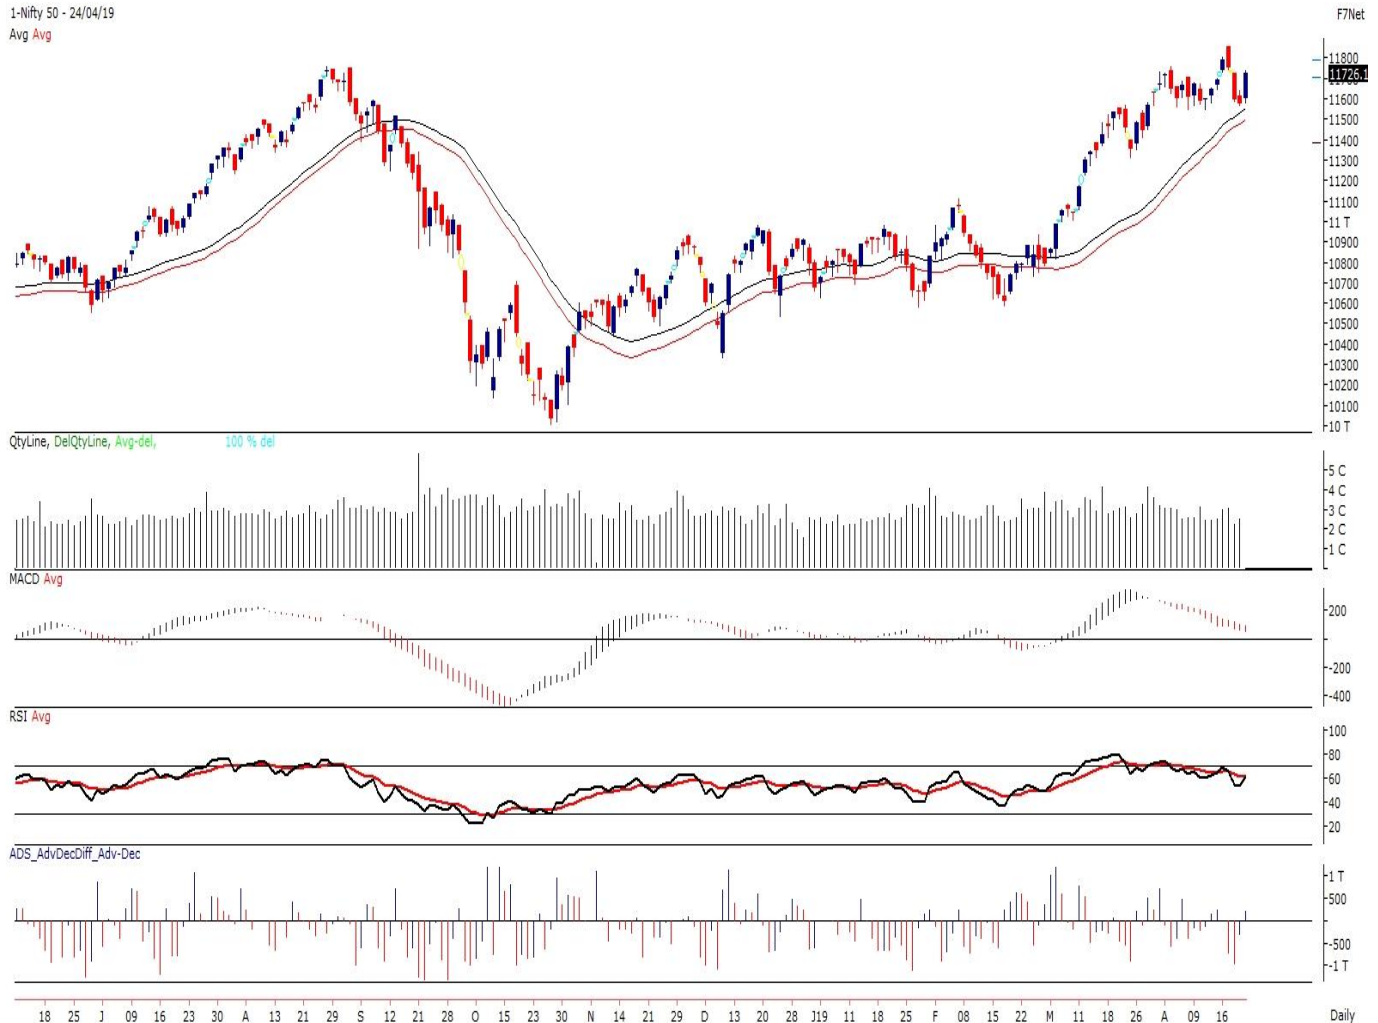 1-Nifty 50 - 24/04/19 F7Net
Avg Avg
11800
11726.1
11600
11500
11400
11300
11200
11100
11 T
10900
10800
10700
10600
10500
10400
10300
10200
10100
10 T
QtyLine, DelQtyLine, Avg-del, 100 % del
5 C
4 C
3 C
2 C
1 C
MACD Avg
200
-200
-400
RSI Avg
100
80
60
40
20
ADS_AdvDecDiff_Adv-Dec
1 T
500
-500
-1 T
18 25 J 09 16 23 30 A 13 21 29 S 12 21 28 O 15 23 30 N 14 21 29 D 13 20 28 J19 11 18 25 F 08 15 22 M 11 18 26 A 09 16 Daily